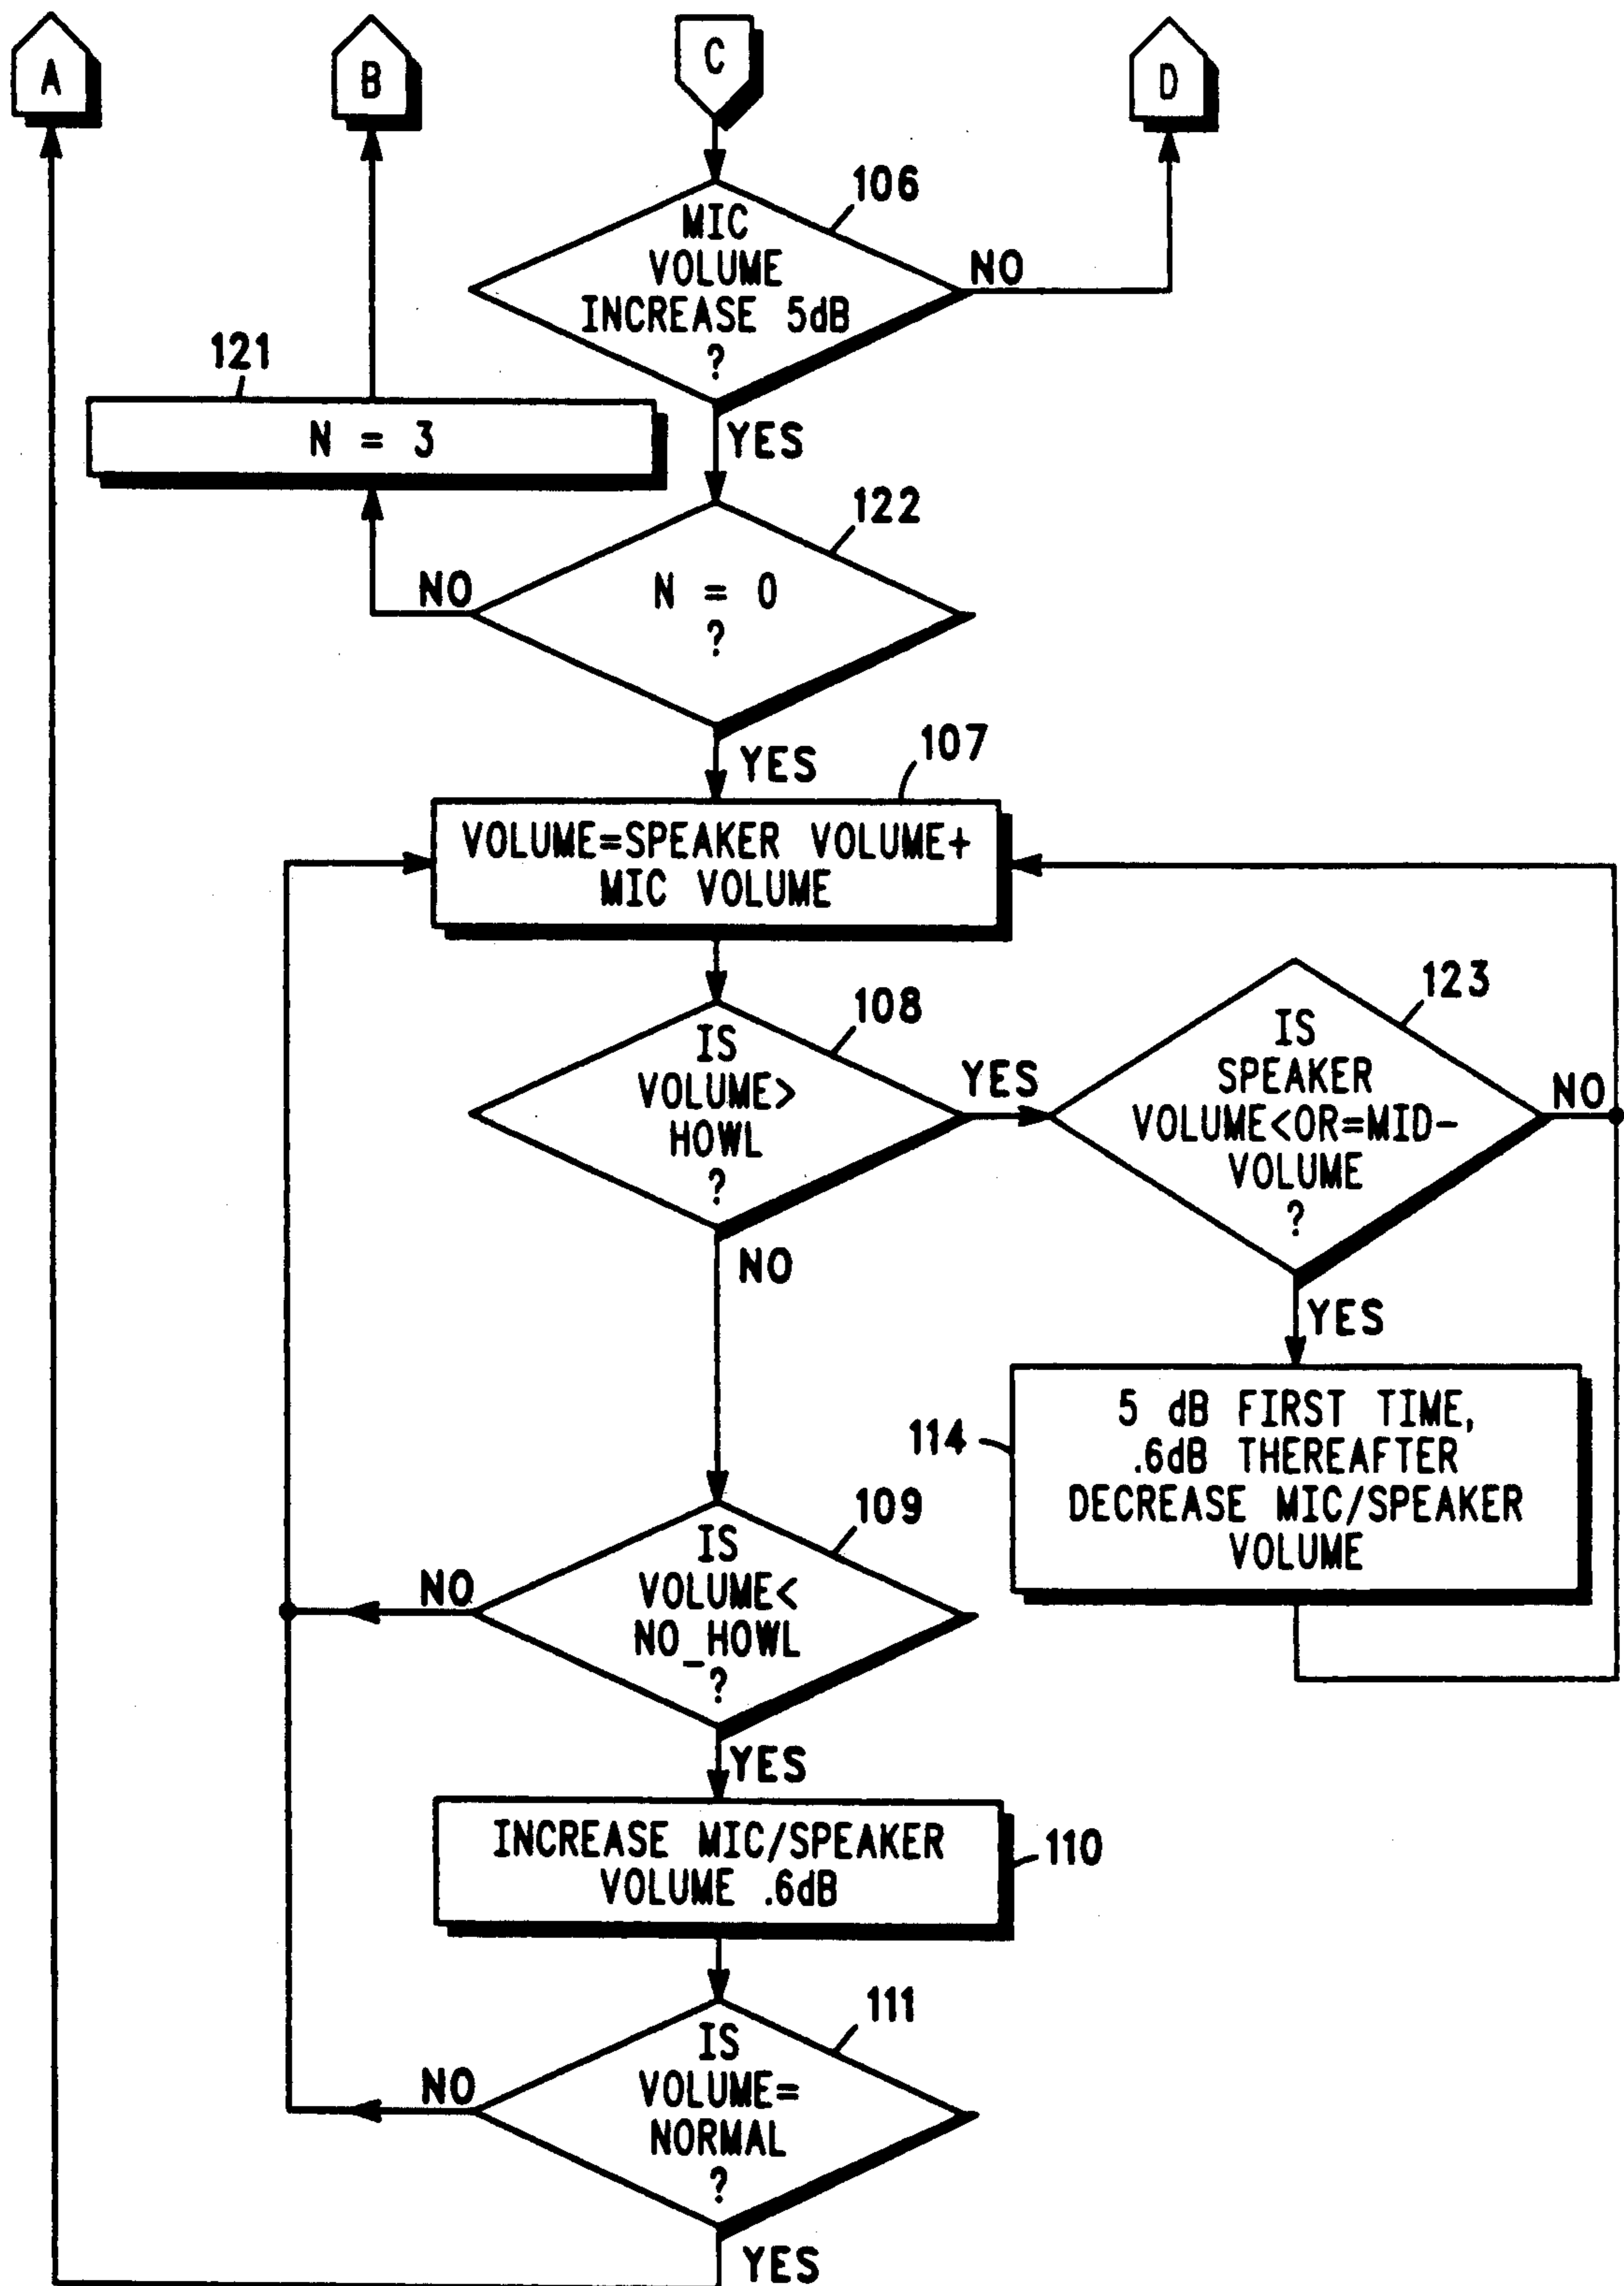 A
B
C
D
106
MIC
VOLUME
INCREASE 5dB
?
NO
121
N = 3
YES
122
N = 0
?
NO
YES
107
VOLUME=SPEAKER VOLUME+
MIC VOLUME
108
IS
VOLUME>
HOWL
?
YES
123
IS
SPEAKER
VOLUME<OR=MID-
VOLUME
?
NO
NO
YES
114
5 dB FIRST TIME,
.6dB THEREAFTER
DECREASE MIC/SPEAKER
VOLUME
109
IS
VOLUME<
NO_HOWL
?
NO
YES
INCREASE MIC/SPEAKER
VOLUME .6dB
110
111
IS
VOLUME=
NORMAL
?
NO
YES